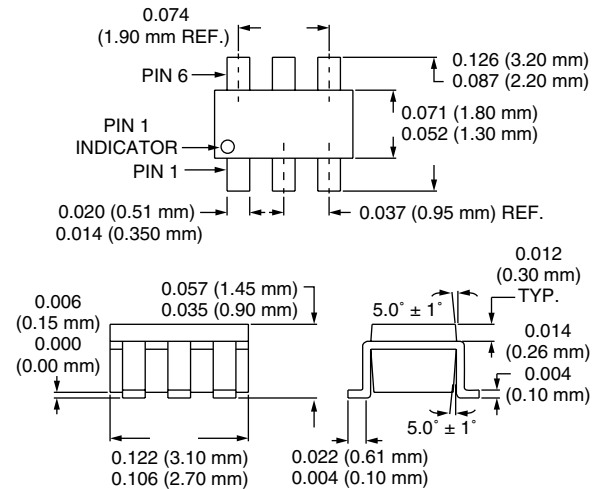 0.074
(1.90 mm REF.)
PIN 6
0.126 (3.20 mm)
0.087 (2.20 mm)
0.071 (1.80 mm)
0.052 (1.30 mm)
PIN 1
INDICATOR
PIN 1
0.020 (0.51 mm)
0.014 (0.350 mm)
0.037 (0.95 mm) REF.
0.006
(0.15 mm)
0.000
(0.00 mm)
0.057 (1.45 mm)
0.035 (0.90 mm)
0.122 (3.10 mm)
0.106 (2.70 mm)
5.0° ± 1°
0.012
(0.30 mm)
TYP.
0.014
(0.26 mm)
0.004
(0.10 mm)
5.0° ± 1°
0.022 (0.61 mm)
0.004 (0.10 mm)